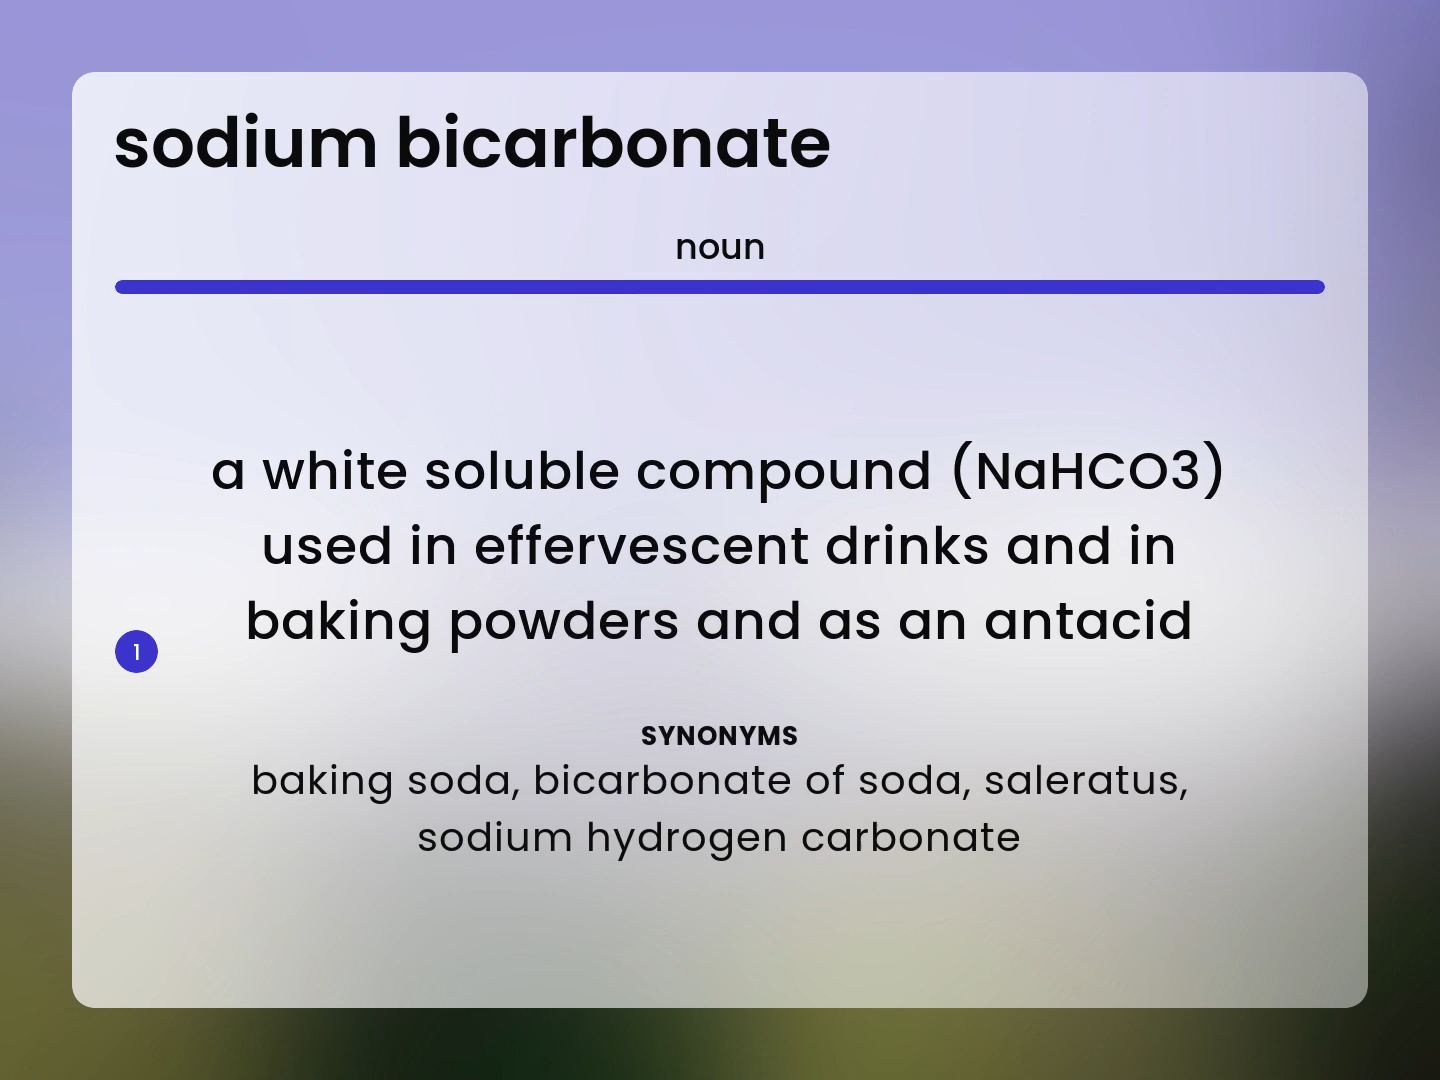 sodium bicarbonate
noun
a white soluble compound (NaHCO3)
used in effervescent drinks and in
baking powders and as an antacid
1
SYNONYMS
baking soda, bicarbonate of soda, saleratus,
sodium hydrogen carbonate